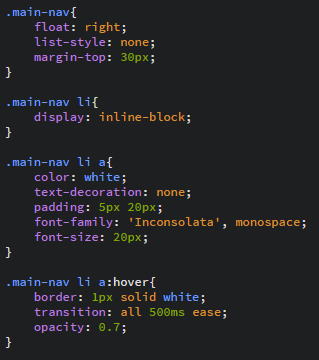 .main-nav{
    float: right;
    list-style: none;
    margin-top: 30px;
}

.main-nav li{
    display: inline-block;
}

.main-nav li a{
    color: white;
    text-decoration: none;
    padding: 5px 20px;
    font-family: 'Inconsolata', monospace;
    font-size: 20px;
}

.main-nav li a:hover{
    border: 1px solid white;
    transition: all 500ms ease;
    opacity: 0.7;
}